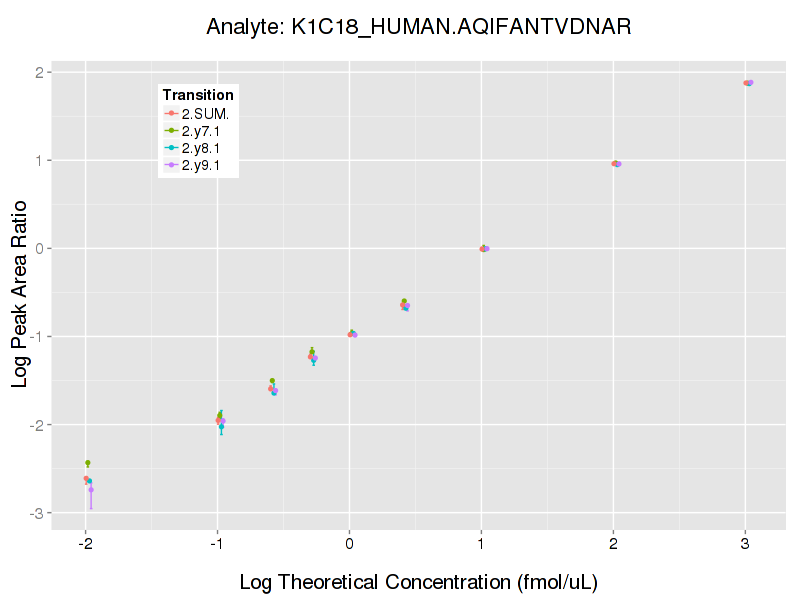 Analyte: K1C18_HUMAN.AQIFANTVDNAR
Log Peak Area Ratio
2
1
0
-1
-2
-3
Transition
2.SUM.
2.y7.1
2.y8.1
2.y9.1
-2 -1 0 1 2 3
Log Theoretical Concentration (fmol/uL)